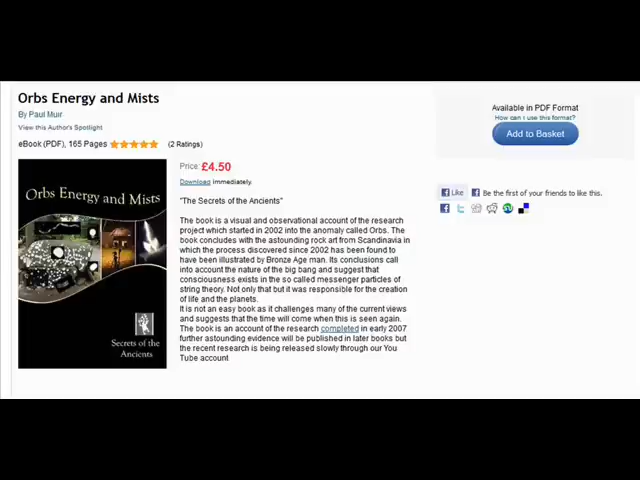 Orbs Energy and Mists
By Paul Muir
View this Author's Spotlight
eBook (PDF), 165 Pages
(2 Ratings)
Price: £4.50
Download immediately.
"The Secrets of the Ancients"
The book is a visual and observational account of the research
project which started in 2002 into the anomaly called Orbs. The
book concludes with the astounding rock art from Scandinavia in
which the process discovered since 2002 has been found to
have been illustrated by Bronze Age man. Its conclusions call
into account the nature of the big bang and suggest that
consciousness exists in the so called messenger particles of
string theory. Not only that but it was responsible for the creation
of life and the planets.
It is not an easy book as it challenges many of the current views
and suggests that the time will come when this is seen again.
The book is an account of the research completed in early 2007
further astounding evidence will be published in later books but
the recent research is being released slowly through our You
Tube account
Orbs Energy and Mists
Secrets of the
Ancients
Available in PDF Format
How can I use this format?
Add to Basket
Like
Be the first of your friends to like this.